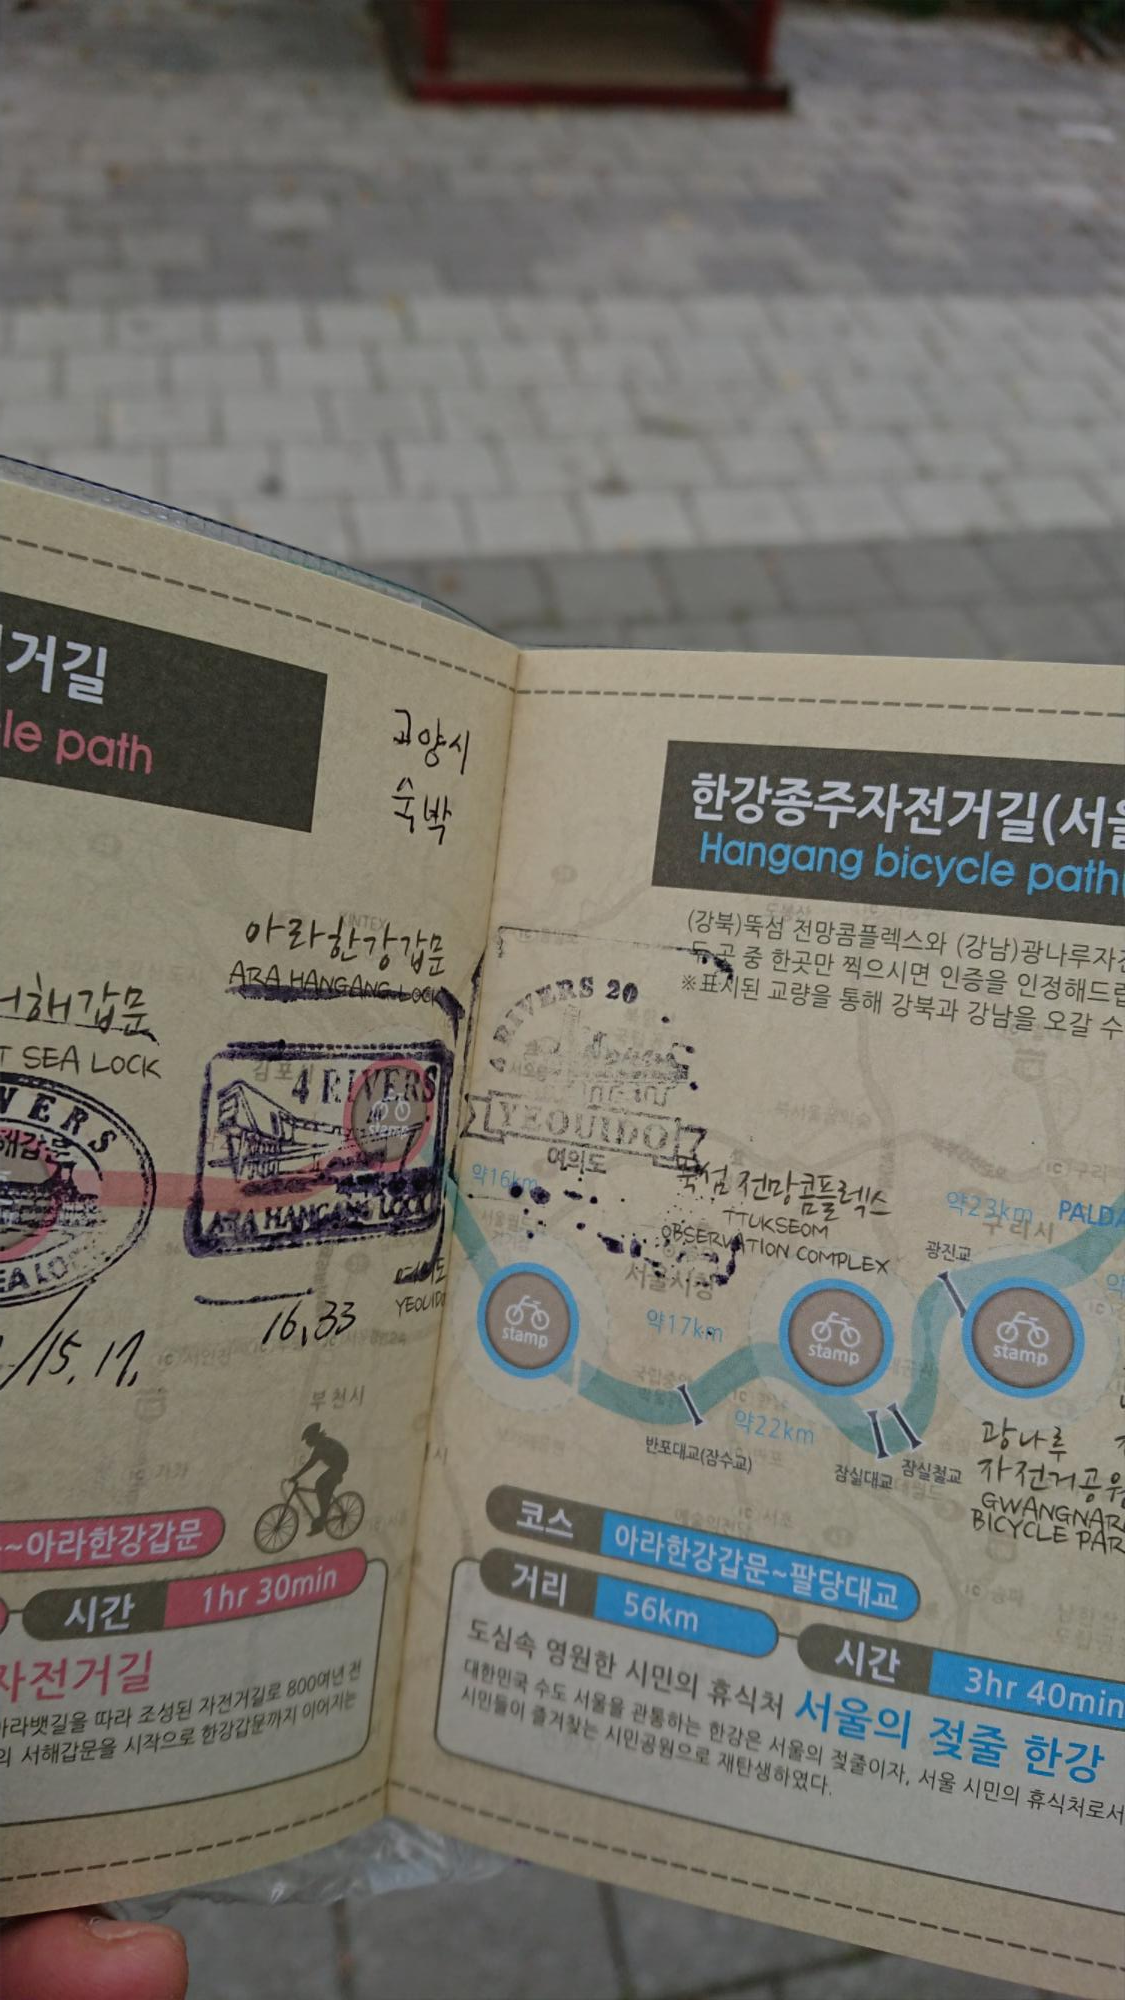 거길
le path
고양시
숙박
아라한강갑문
ARA HANGANG LOCK
서해갑문
T SEA LOCK
4 RIVERS
stamp
ARA HANGANG LOCK
16.33
15.17.
부천시
~아라한강갑문
시간 1hr 30min
자전거길
아라뱃길을 따라 조성된 자전거길로 800여년 전
의 서해갑문을 시작으로 한강갑문까지 이어지는
한강종주자전거길(서울
Hangang bicycle path(
(강북)뚝섬 전망콤플렉스와 (강남)광나루자전
두 곳 중 한곳만 찍으시면 인증을 인정해드립
※표시된 교량을 통해 강북과 강남을 오갈 수
RIVERS 20
YEOUIDO
여의도
약16km
뚝섬 전망콤플렉스
TTUKSEOM
OBSERVATION COMPLEX
약23km
PALDA
구리시
광진교
여의도
YEOUIDO
서울시청
약17km
stamp
stamp
stamp
약22km
반포대교(잠수교)
잠실대교
잠실철교
광나루
자전거공원
GWANGNARU
BICYCLE PAR
코스 아라한강갑문~팔당대교
거리 56km
시간 3hr 40min
도심속 영원한 시민의 휴식처 서울의 젖줄 한강
대한민국 수도 서울을 관통하는 한강은 서울의 젖줄이자, 서울 시민의 휴식처로서
시민들이 즐겨찾는 시민공원으로 재탄생하였다.